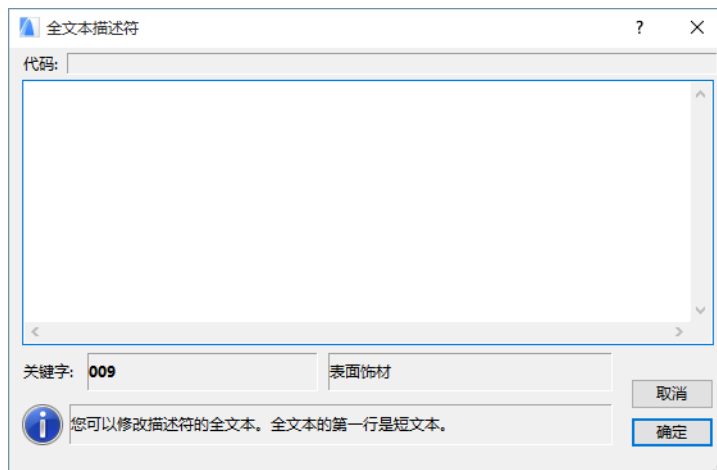 全文本描述符
代码:
关键字: 009 表面饰材
取消
您可以修改描述符的全文本。全文本的第一行是短文本。
确定